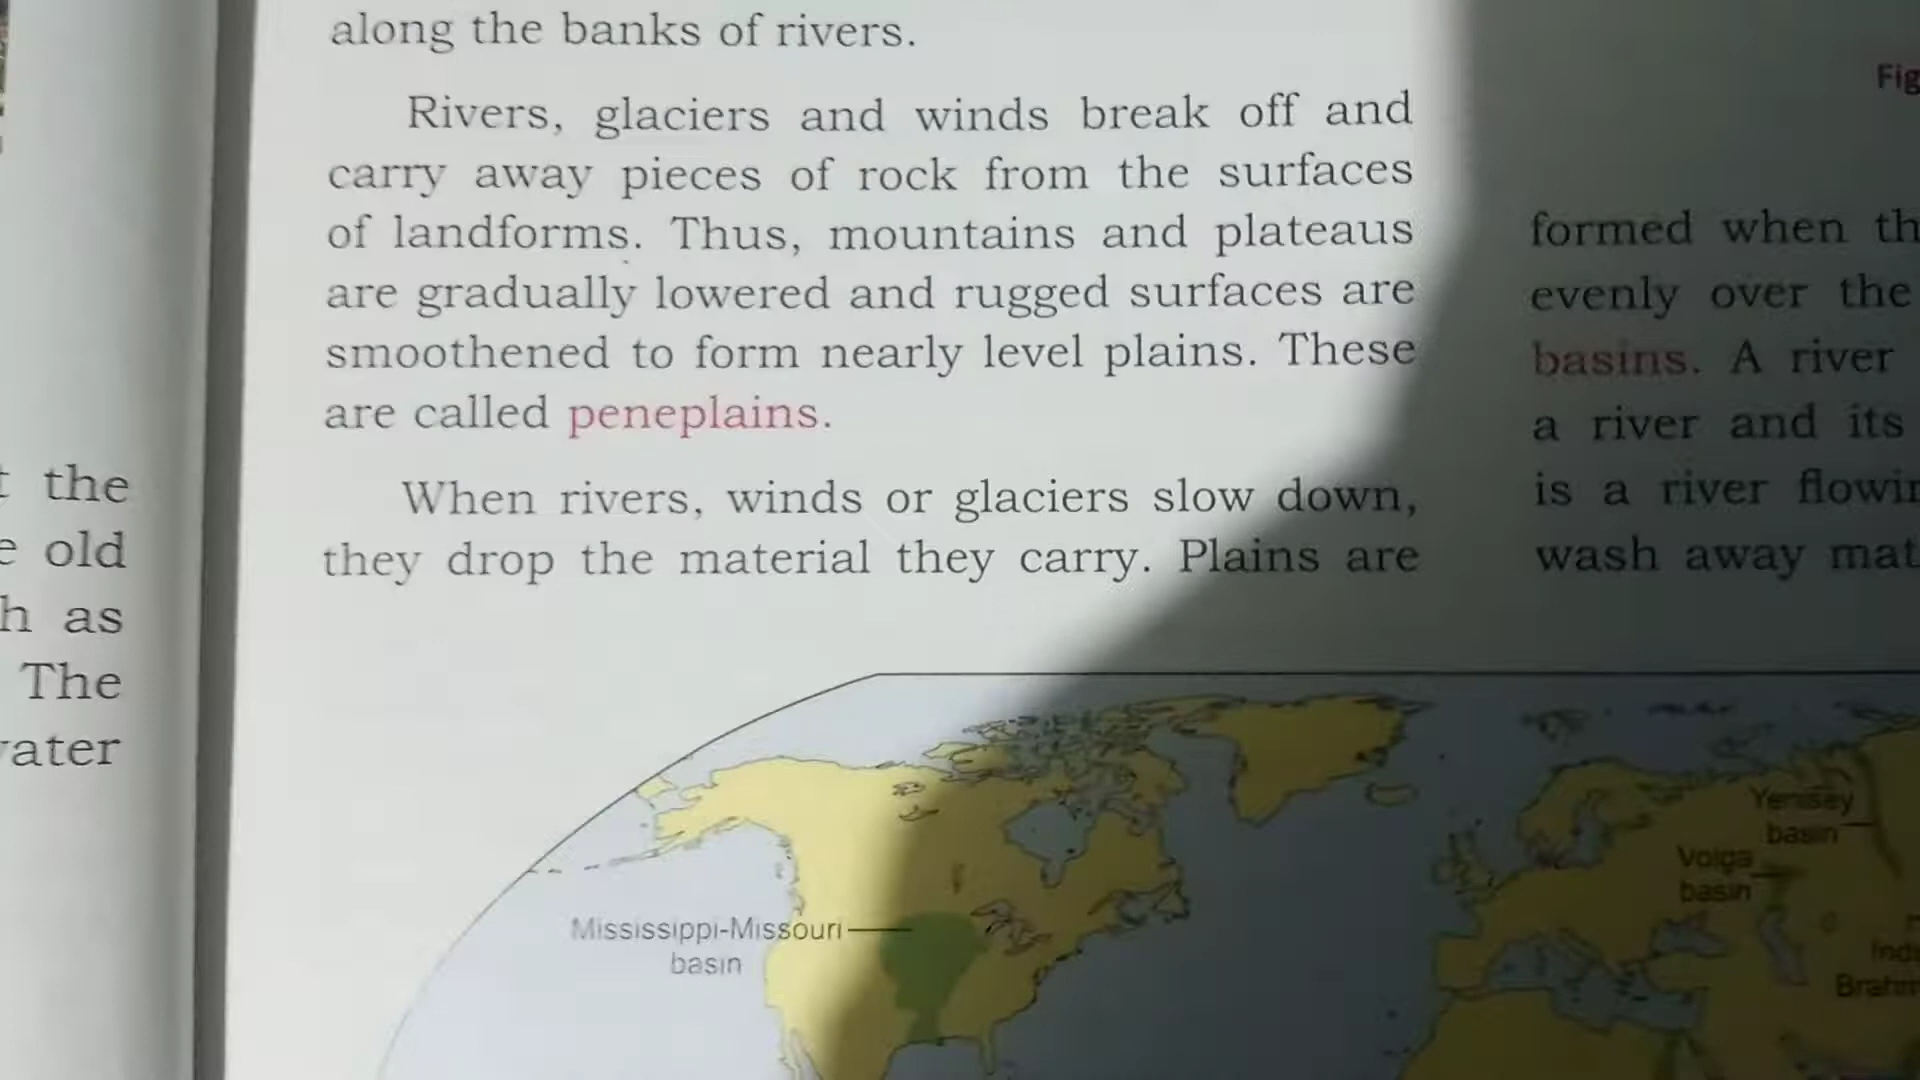 along the banks of rivers.
Rivers, glaciers and winds break off and
carry away pieces of rock from the surfaces
of landforms. Thus, mountains and plateaus
are gradually lowered and rugged surfaces are
smoothened to form nearly level plains. These
are called peneplains.
When rivers, winds or glaciers slow down,
they drop the material they carry. Plains are
the
old
as
The
Fig
formed when
evenly over the
basins. A river
a river and its
is a river
wash away
Mississippi-Missouri
basin
Yenisey
basin
Volga
basin